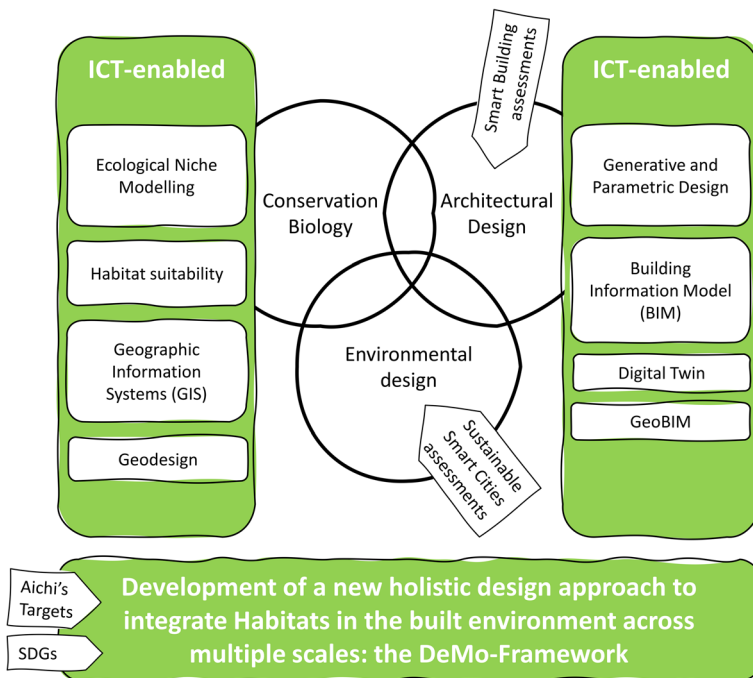 ICT-enabled
Ecological Niche
Modelling
Habitat suitability
Geographic
Information
Systems (GIS)
Geodesign
Conservation
Biology
Architectural
Design
Environmental
design
Smart Building
assessments
Sustainable
Smart Cities
assessments
ICT-enabled
Generative and
Parametric Design
Building
Information Model
(BIM)
Digital Twin
GeoBIM
Aichi's
Targets
SDGs
Development of a new holistic design approach to
integrate Habitats in the built environment across
multiple scales: the DeMo-Framework